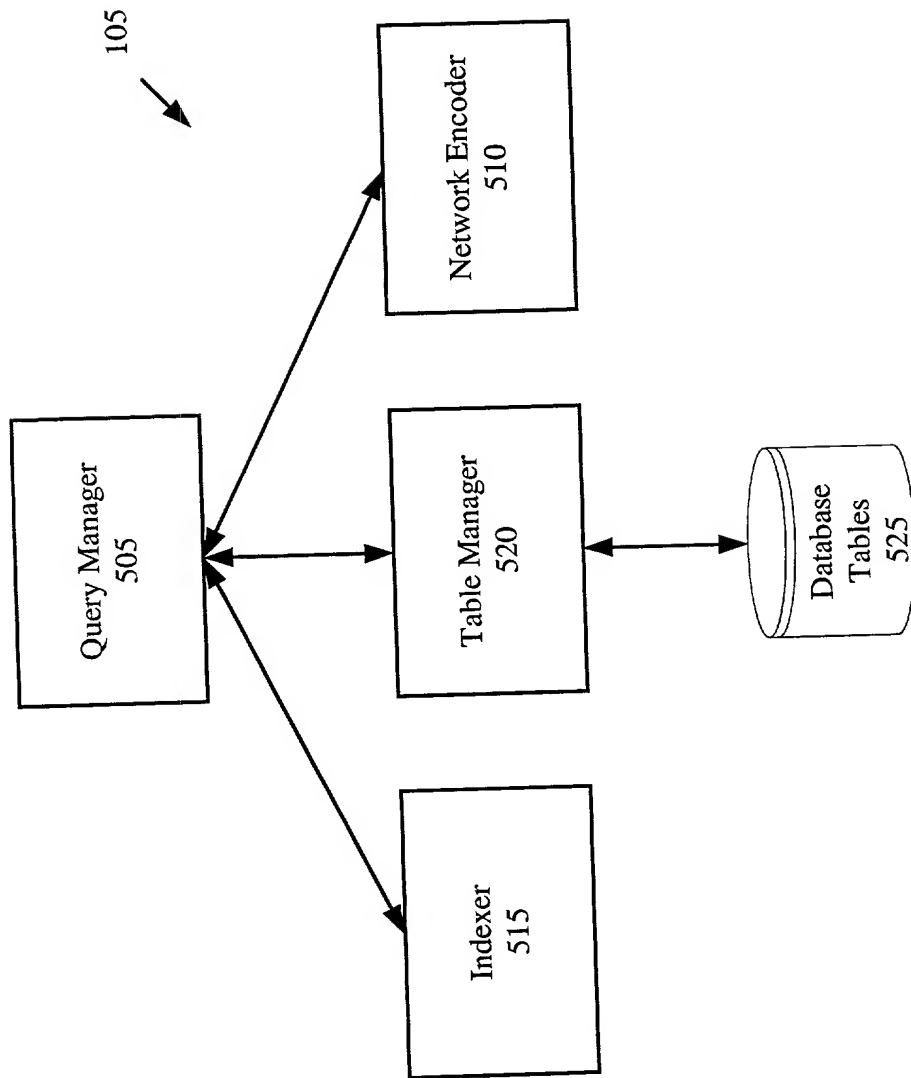 105
Query Manager
505
Indexer
515
Table Manager
520
Network Encoder
510
Database
Tables
525